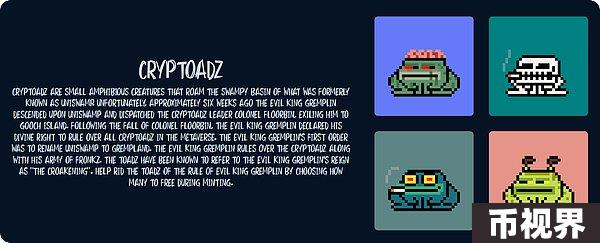 CRYPTOADZ
CRYPTOADZ ARE SMALL AMPHIBIOUS CREATURES THAT ROAM THE SWAMPY BASIN OF WHAT WAS FORMERLY
KNOWN AS UNISWAMP. UNFORTUNATELY, APPROXIMATELY SIX WEEKS AGO THE EVIL KING GREMPLIN
DESCENDED UPON UNISWAMP AND DISPATCHED THE CRYPTOADZ LEADER COLONEL FLOORBIN, EXILING HIM TO
GOOCH ISLAND. FOLLOWING THE FALL OF COLONEL FLOORBIN, THE EVIL KING GREMPLIN DECLARED HIS
DIVINE RIGHT TO RULE OVER ALL CRYPTOADZ IN THE METAVERSE. THE EVIL KING GREMPLIN'S FIRST ORDER
WAS TO RENAME UNISWAMP TO GREMPLAND. THE EVIL KING GREMPLIN RULES OVER THE CRYPTOADZ ALONG
WITH HIS ARMY OF FRONKZ. THE TOADZ HAVE BEEN KNOWN TO REFER TO THE EVIL KING GREMPLIN'S REIGN
AS "THE CROAKENING". HELP RID THE TOADZ OF THE RULE OF EVIL KING GREMPLIN BY CHOOSING HOW
MANY TO FREE DURING MINTING.
币视界